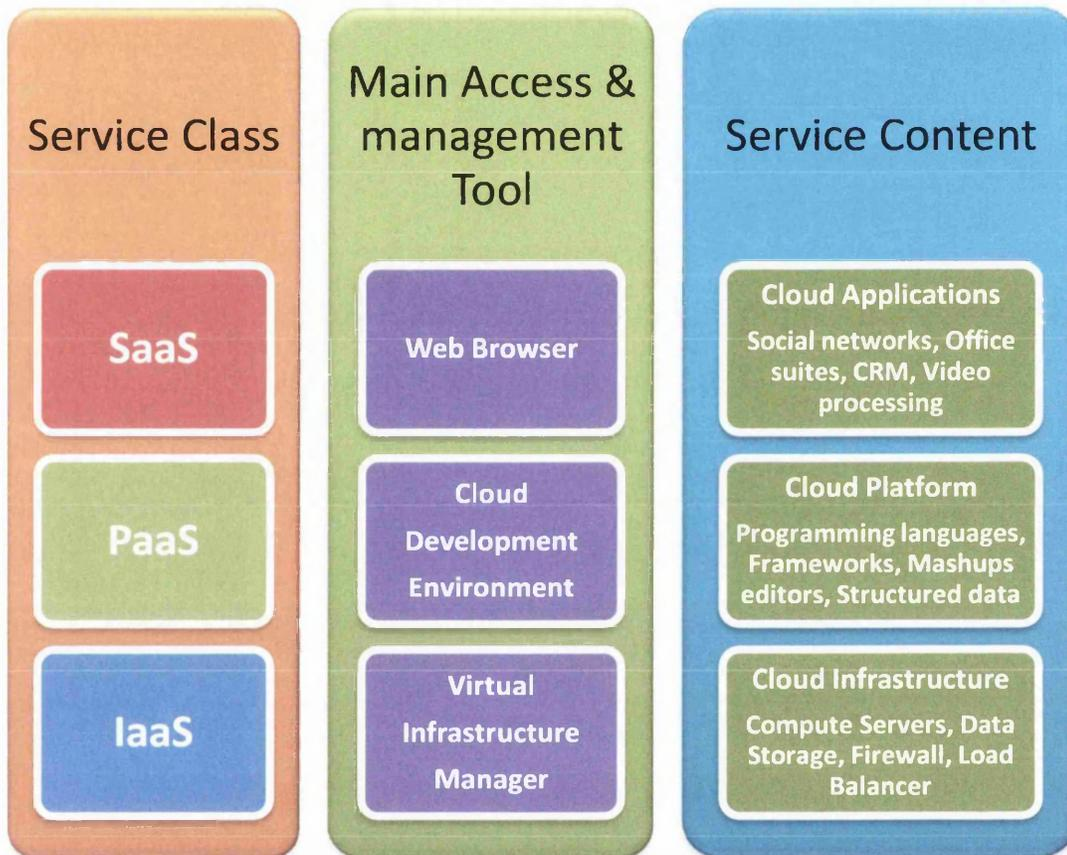 Service Class
SaaS
PaaS
IaaS
Main Access &
management
Tool
Web Browser
Cloud
Development
Environment
Virtual
Infrastructure
Manager
Service Content
Cloud Applications
Social networks, Office
suites, CRM, Video
processing
Cloud Platform
Programming languages,
Frameworks, Mashups
editors, Structured data
Cloud Infrastructure
Compute Servers, Data
Storage, Firewall, Load
Balancer